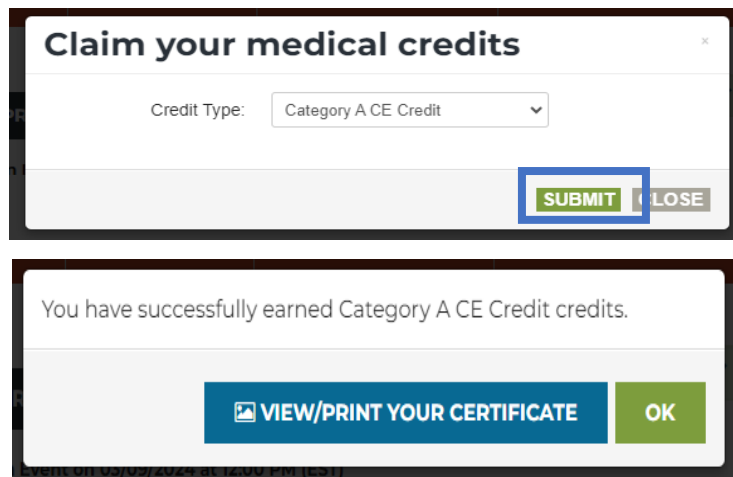 Claim your medical credits
×
Credit Type: Category A CE Credit
SUBMIT CLOSE
You have successfully earned Category A CE Credit credits.
VIEW/PRINT YOUR CERTIFICATE OK
Event on 03/09/2024 at 12:00 PM (EST)